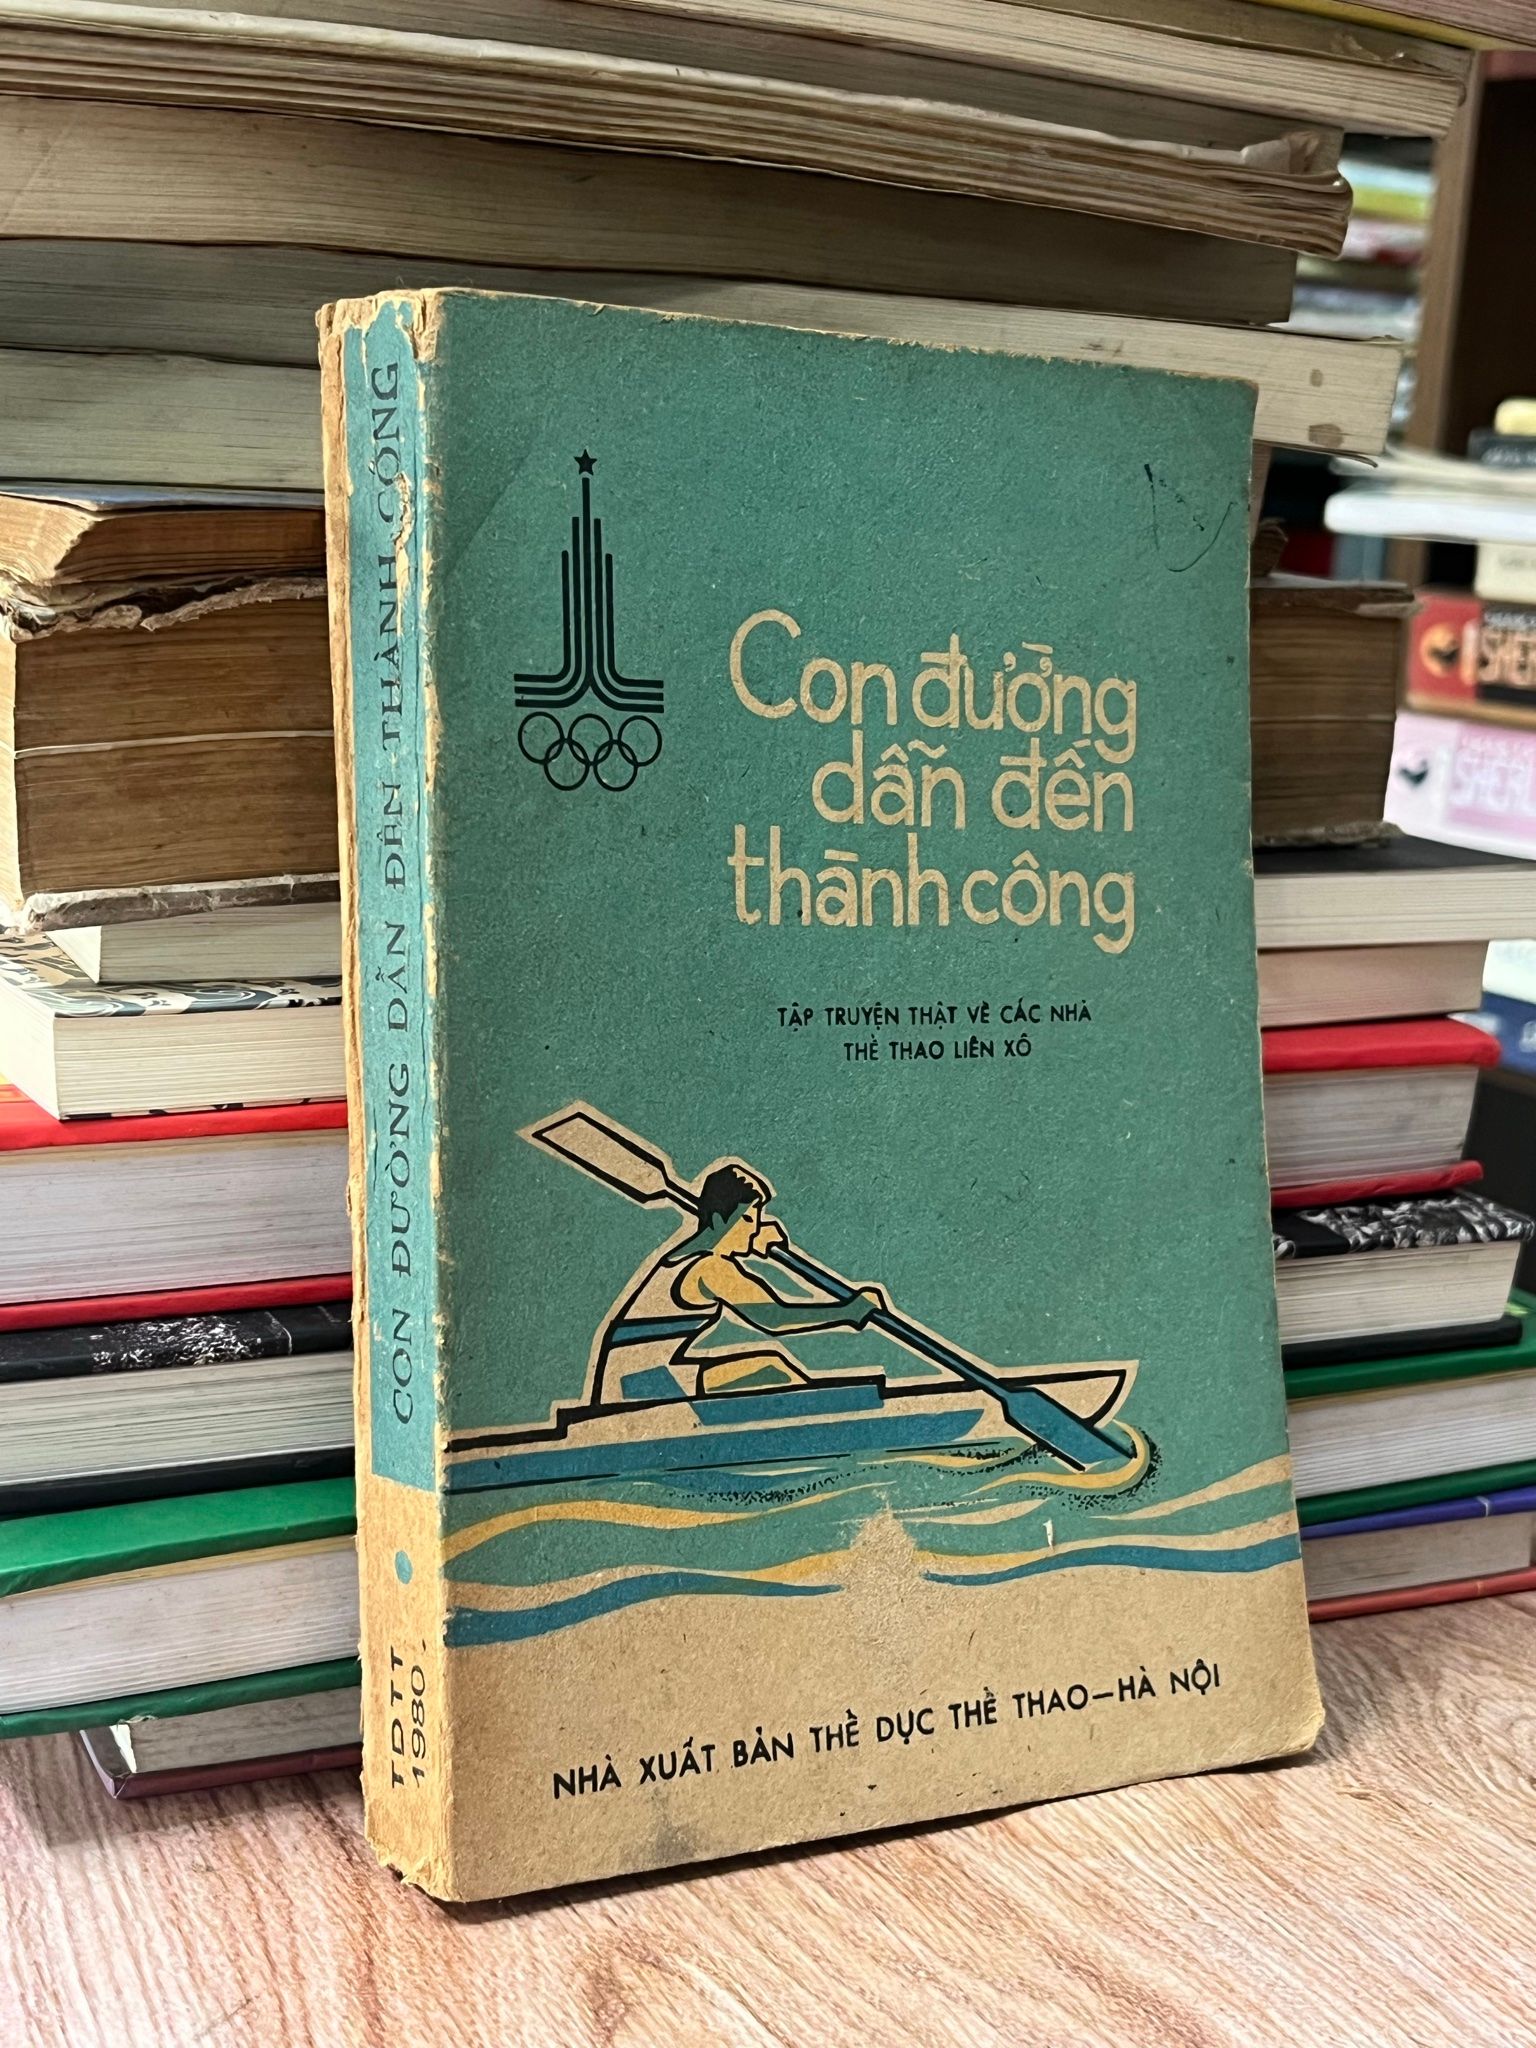 Con đường
dẫn đến
thành công
TẬP TRUYỆN THẬT VỀ CÁC NHÀ
THỂ THAO LIÊN XÔ
NHÀ XUẤT BẢN THỂ DỤC THỂ THAO—HÀ NỘI
CON ĐƯỜNG DẪN ĐẾN THÀNH CÔNG
TDTT
1980